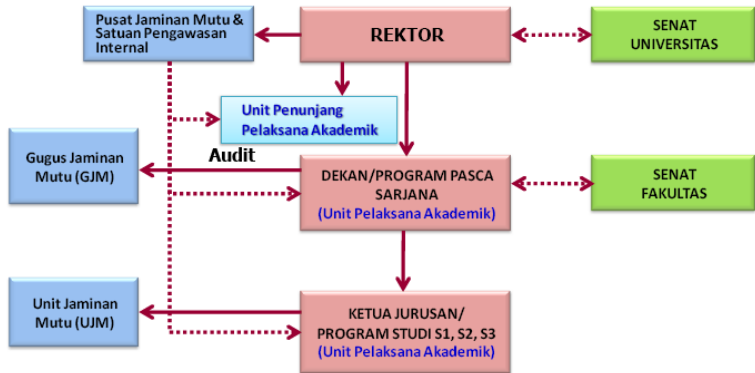 Pusat Jaminan Mutu &
Satuan Pengawasan
Internal
REKTOR
SENAT
UNIVERSITAS
Unit Penunjang
Pelaksana Akademik
Audit
Gugus Jaminan
Mutu (GJM)
DEKAN/PROGRAM PASCA
SARJANA
(Unit Pelaksana Akademik)
SENAT
FAKULTAS
Unit Jaminan
Mutu (UJM)
KETUA JURUSAN/
PROGRAM STUDI S1, S2, S3
(Unit Pelaksana Akademik)